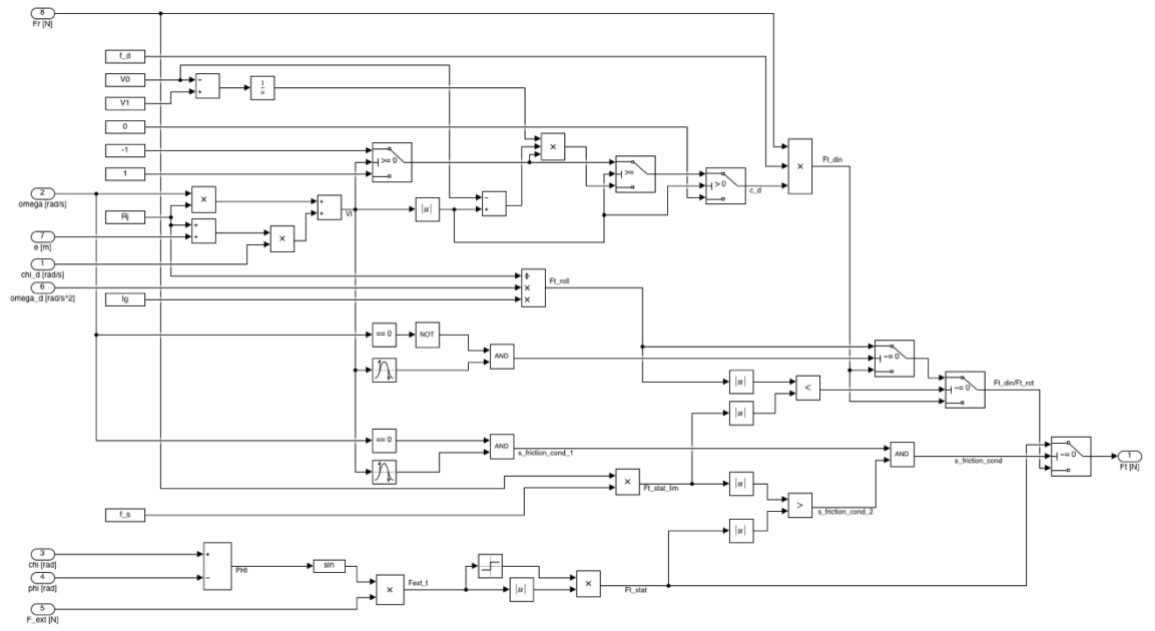 8
Fr [N]
f_d
V0
V1
1
u
0
-1
1
>= 0
×
>=
> 0
c_d
×
Ft_din
2
omega [rad/s]
×
Rj
Vt
|u|
7
e [m]
×
1
chi_d [rad/s]
6
omega_d [rad/s^2]
Ig
×
×
Ft_roll
== 0
NOT
AND
~= 0
|u|
<
~= 0
Ft_din/Ft_rot
|u|
== 0
AND
s_friction_cond_1
AND
s_friction_cond
~= 0
1
Ft [N]
×
Ft_stat_lim
|u|
>
s_friction_cond_2
f_s
|u|
3
chi [rad]
4
phi [rad]
PHI
sin
×
Fext_t
|u|
×
Ft_stat
5
F_ext [N]